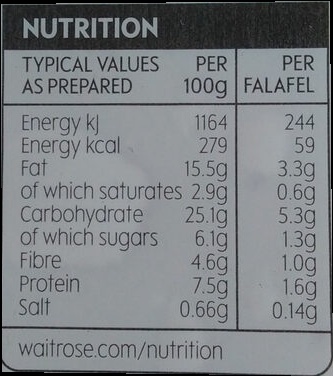 NUTRITION
TYPICAL VALUES PER PER
AS PREPARED 100g FALAFEL
Energy kJ 1164 244
Energy kcal 279 59
Fat 15.5g 3.3g
of which saturates 2.9g 0.6g
Carbohydrate 25.1g 5.3g
of which sugars 6.1g 1.3g
Fibre 4.6g 1.0g
Protein 7.5g 1.6g
Salt 0.66g 0.14g
waitrose.com/nutrition